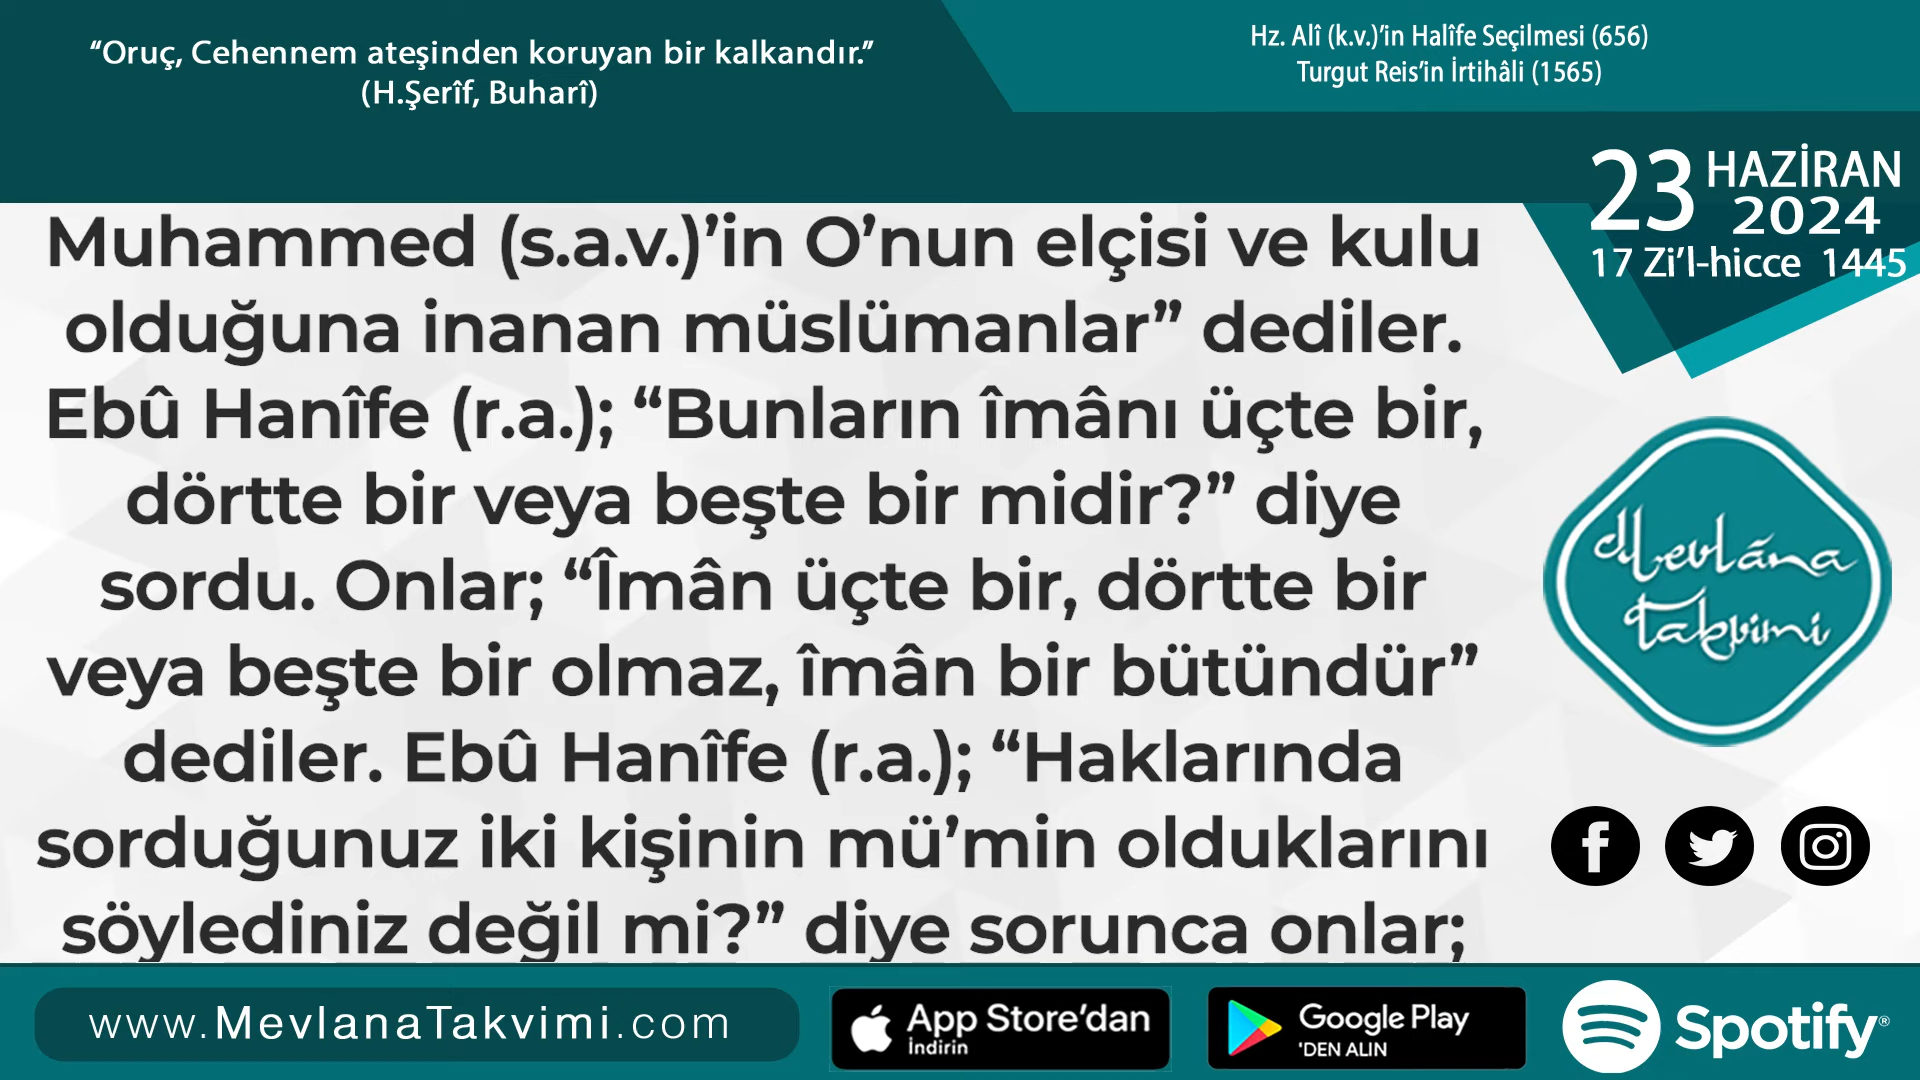 “Oruç, Cehennem ateşinden koruyan bir kalkandır.”
(H.Şerîf, Buharî)
Hz. Alî (k.v.)’in Halîfe Seçilmesi (656)
Turgut Reis’in İrtihâli (1565)
23 HAZİRAN
2024
17 Zi’l-hicce 1445
Muhammed (s.a.v.)’in O’nun elçisi ve kulu
olduğuna inanan müslümanlar” dediler.
Ebû Hanîfe (r.a.); “Bunların îmânı üçte bir,
dörtte bir veya beşte bir midir?” diye
sordu. Onlar; “Îmân üçte bir, dörtte bir
veya beşte bir olmaz, îmân bir bütündür”
dediler. Ebû Hanîfe (r.a.); “Haklarında
sorduğunuz iki kişinin mü’min olduklarını
söylediniz değil mi?” diye sorunca onlar;
Mevlâna
Takvimi
www.MevlanaTakvimi.com
App Store’dan
İndirin
Google Play
'DEN ALIN
Spotify®